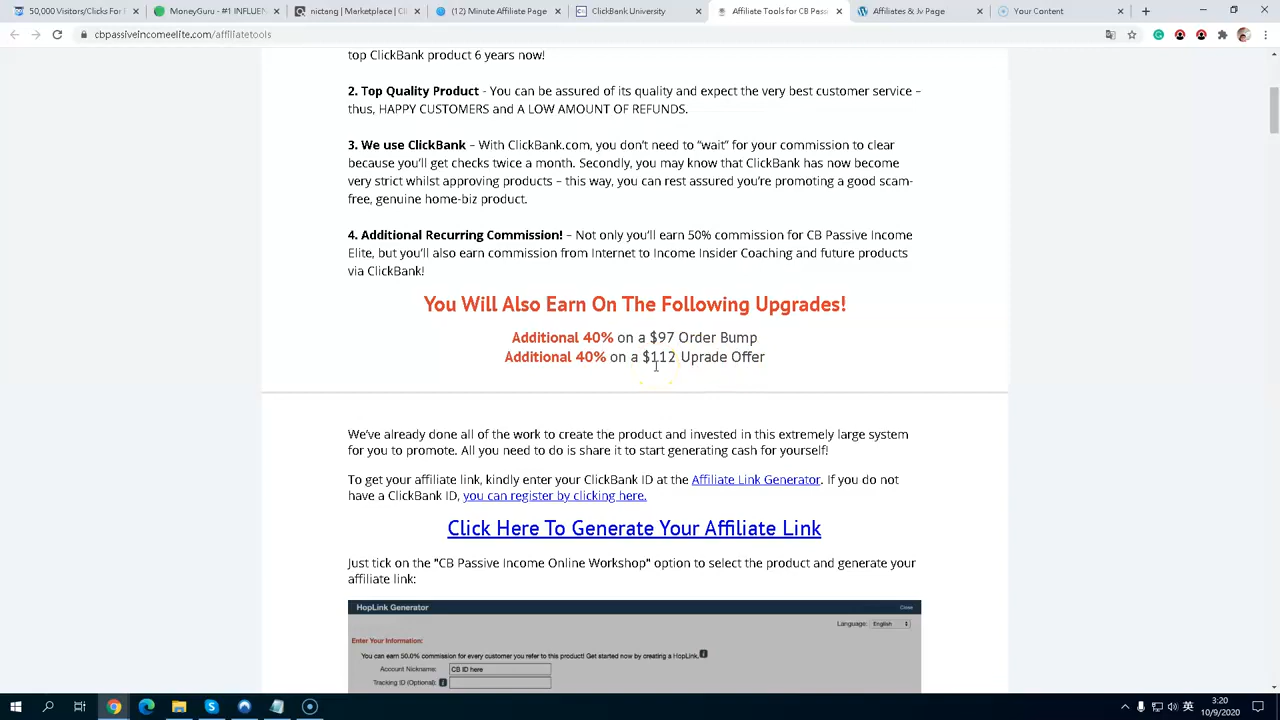 50,000 Visitors/Clicks For
Moneylog - #1 INFLUEN
nicteng | marketplac
(12) Messenger
ClickBank University
Affiliate Tools - CB Pass
Affiliates & Jv Page
Your Content
cbpassiveincomeelite.com/affiliatetools
top ClickBank product 6 years now!
2. Top Quality Product - You can be assured of its quality and expect the very best customer service –
thus, HAPPY CUSTOMERS and A LOW AMOUNT OF REFUNDS.
3. We use ClickBank – With ClickBank.com, you don't need to "wait" for your commission to clear
because you'll get checks twice a month. Secondly, you may know that ClickBank has now become
very strict whilst approving products – this way, you can rest assured you're promoting a good scam-
free, genuine home-biz product.
4. Additional Recurring Commission! – Not only you'll earn 50% commission for CB Passive Income
Elite, but you'll also earn commission from Internet to Income Insider Coaching and future products
via ClickBank!
You Will Also Earn On The Following Upgrades!
Additional 40% on a $97 Order Bump
Additional 40% on a $112 Uprade Offer
We've already done all of the work to create the product and invested in this extremely large system
for you to promote. All you need to do is share it to start generating cash for yourself!
To get your affiliate link, kindly enter your ClickBank ID at the Affiliate Link Generator. If you do not
have a ClickBank ID, you can register by clicking here.
Click Here To Generate Your Affiliate Link
Just tick on the "CB Passive Income Online Workshop" option to select the product and generate your
affiliate link:
HopLink Generator
Close
Language: English
Enter Your Information:
You can earn 50.0% commission for every customer you refer to this product! Get started now by creating a HopLink.
Account Nickname: CB ID here
Tracking ID (Optional):
英
3:20
10/9/2020